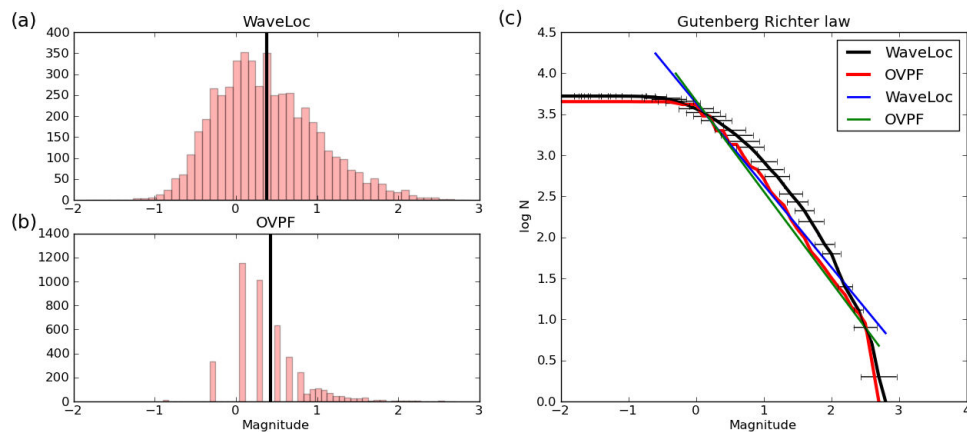 (a)
WaveLoc
400
350
300
250
200
150
100
50
0
−2 −1 0 1 2 3
(b)
OVPF
1400
1200
1000
800
600
400
200
0
−2 −1 0 1 2 3
Magnitude
(c)
Gutenberg Richter law
4.5
4.0
3.5
3.0
2.5
2.0
1.5
1.0
0.5
0.0
log N
−2 −1 0 1 2 3 4
Magnitude
WaveLoc
OVPF
WaveLoc
OVPF